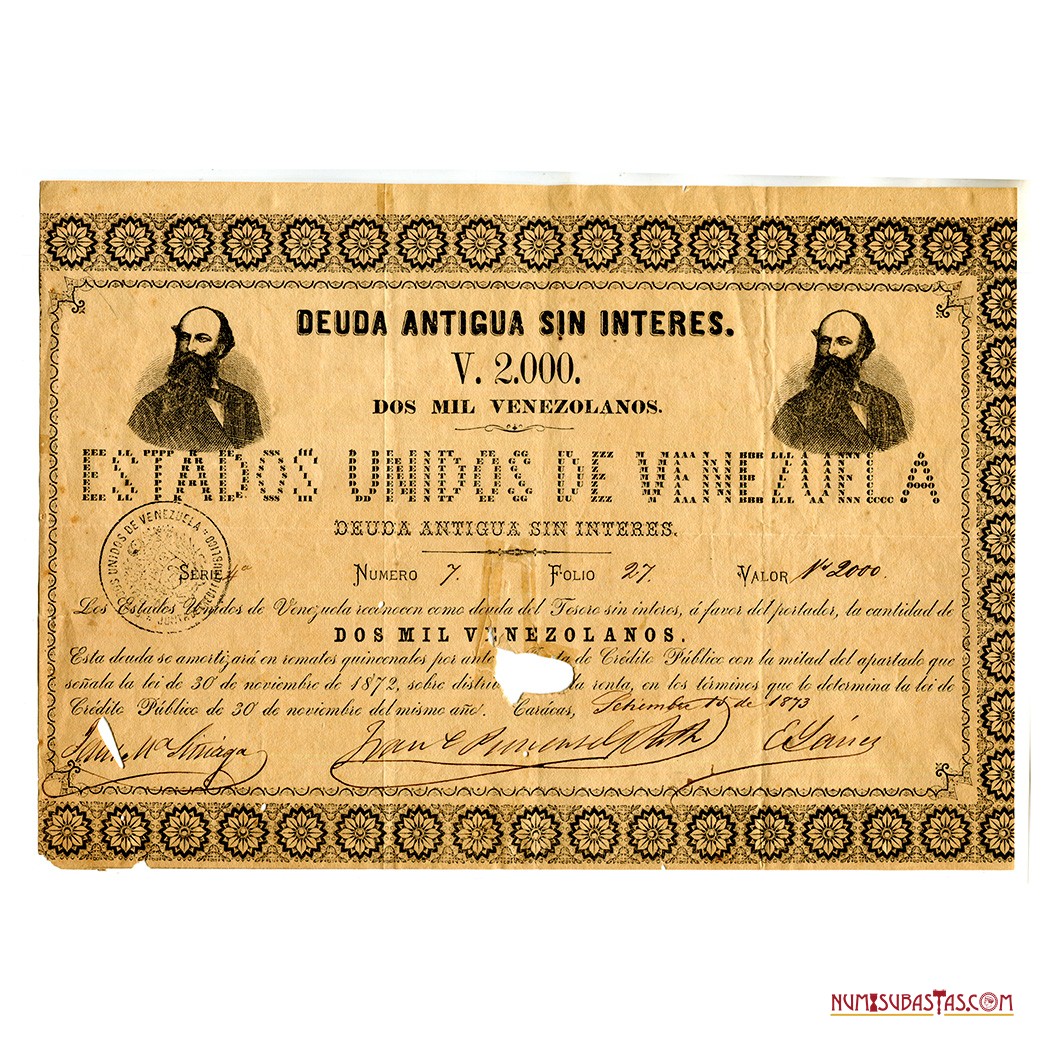 DEUDA ANTIGUA SIN INTERES.
V. 2.000.
DOS MIL VENEZOLANOS.
ESTADOS UNIDOS DE VENEZUELA
DEUDA ANTIGUA SIN INTERES.
UNIDOS DE VENEZUELA
SERIE 4a NUMERO 7. FOLIO 27. VALOR Vs 2000.
Los Estados Unidos de Venezuela reconocen como deuda del Tesoro sin interes, á favor del portador, la cantidad de
DOS MIL VENEZOLANOS.
Esta deuda se amortizará en remates quincenales por de Crédito Público con la mitad del apartado que
señala la ley de 30 de noviembre de 1872, sobre la renta, en los términos que lo determina la lei de
Crédito Público de 30 de noviembre del mismo año. Carácas, Setiembre de 1873
NUMISUBASTAS.COM